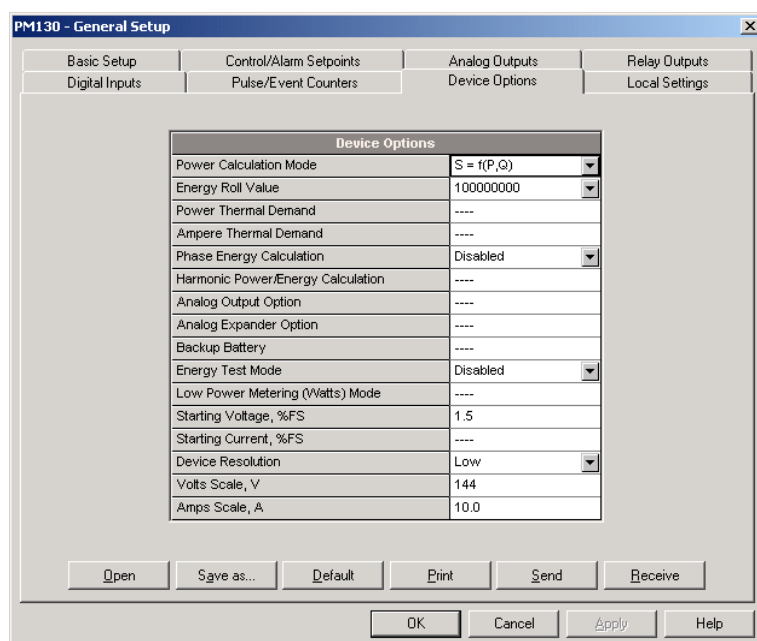 PM130 - General Setup
Basic Setup Control/Alarm Setpoints Analog Outputs Relay Outputs
Digital Inputs Pulse/Event Counters Device Options Local Settings
Device Options
Power Calculation Mode S = f(P,Q)
Energy Roll Value 100000000
Power Thermal Demand ----
Ampere Thermal Demand ----
Phase Energy Calculation Disabled
Harmonic Power/Energy Calculation ----
Analog Output Option ----
Analog Expander Option ----
Backup Battery ----
Energy Test Mode Disabled
Low Power Metering (Watts) Mode ----
Starting Voltage, %FS 1.5
Starting Current, %FS ----
Device Resolution Low
Volts Scale, V 144
Amps Scale, A 10.0
Open Save as... Default Print Send Receive
OK Cancel Apply Help